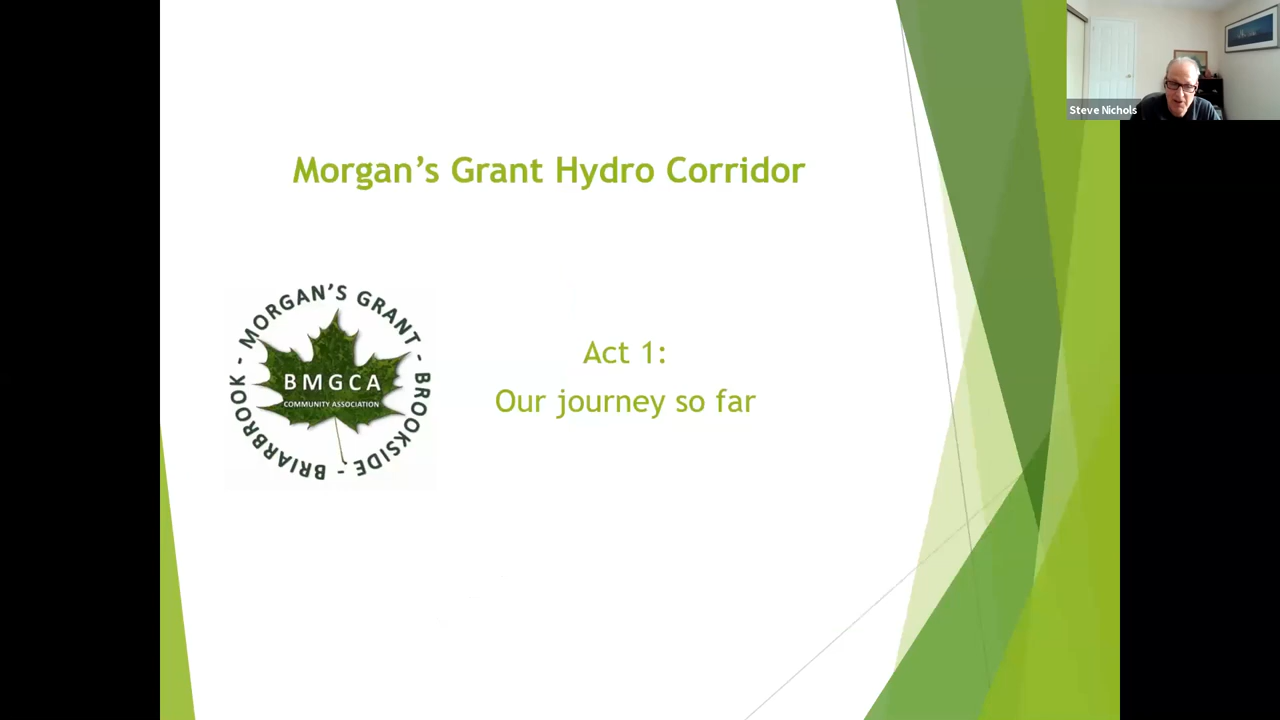 Steve Nichols
Morgan's Grant Hydro Corridor
MORGAN'S GRANT - BROOKSIDE - BRIARBROOK -
BMGCA
COMMUNITY ASSOCIATION
Act 1:
Our journey so far